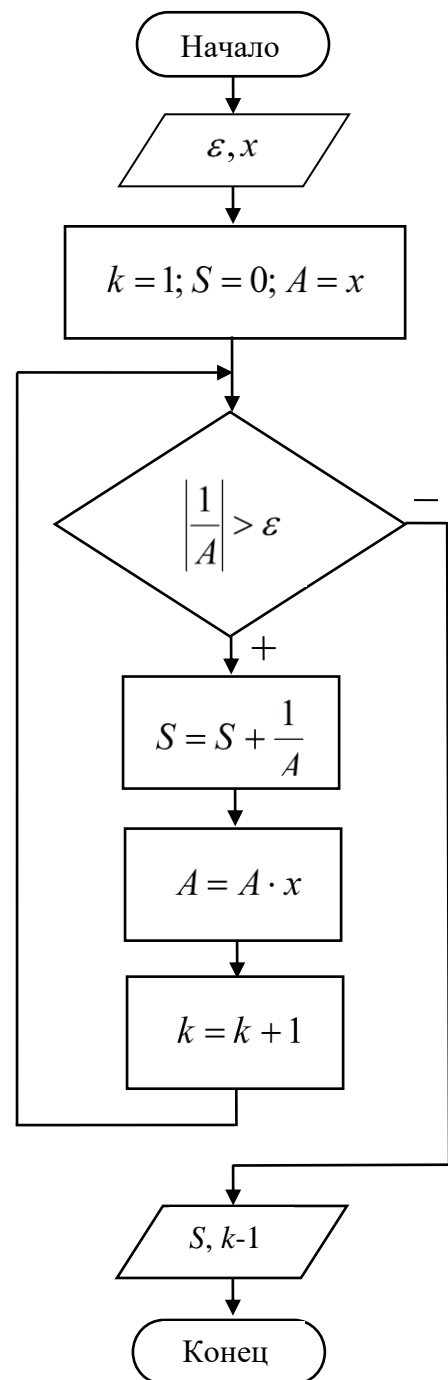 Начало
ε, x
k = 1; S = 0; A = x
|1/A| > ε
−
+
S = S + 1/A
A = A · x
k = k + 1
S, k-1
Конец